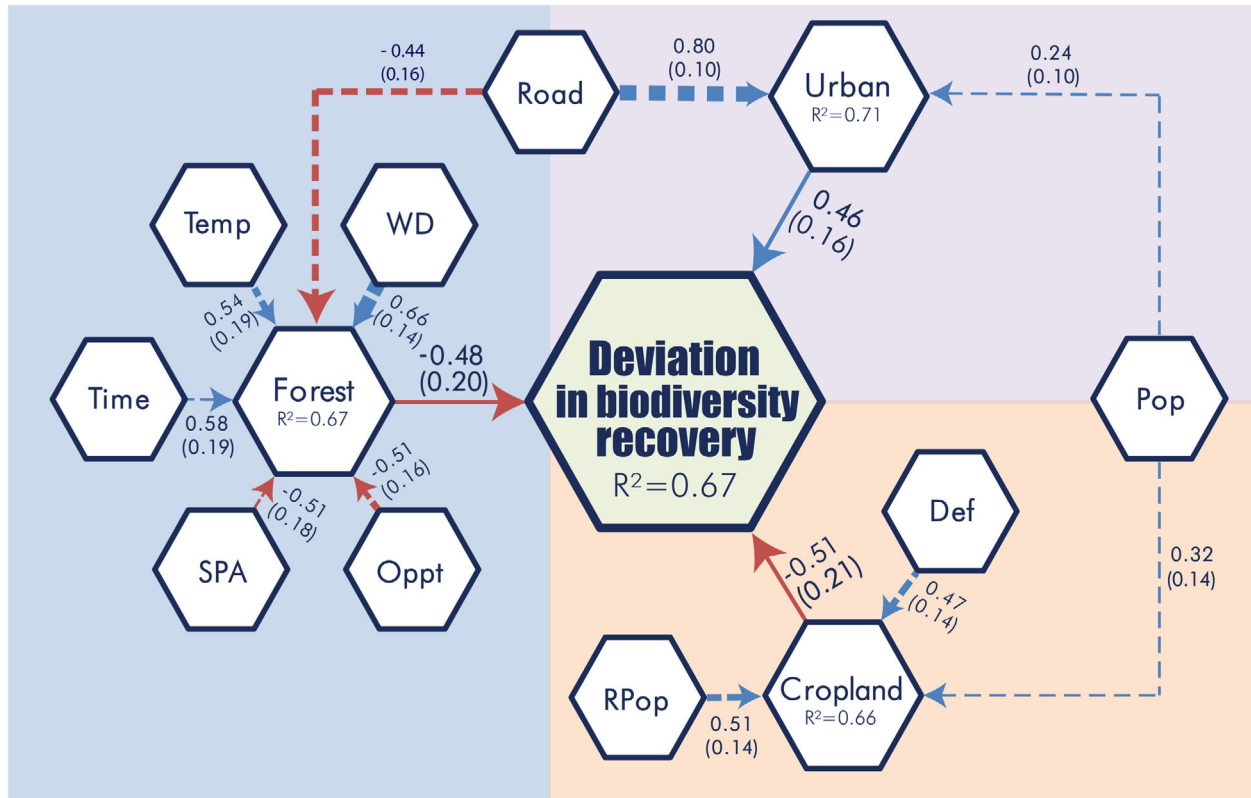 - 0.44
(0.16)
Road
0.80
(0.10)
Urban
R²=0.71
0.24
(0.10)
Temp
WD
0.46
(0.16)
0.54
(0.19)
0.66
(0.14)
-0.48
(0.20)
Time
0.58
(0.19)
Forest
R²=0.67
Deviation
in biodiversity
recovery
R²=0.67
Pop
-0.51
(0.18)
-0.51
(0.16)
SPA
Oppt
Def
-0.51
(0.21)
0.47
(0.14)
0.32
(0.14)
RPop
0.51
(0.14)
Cropland
R²=0.66